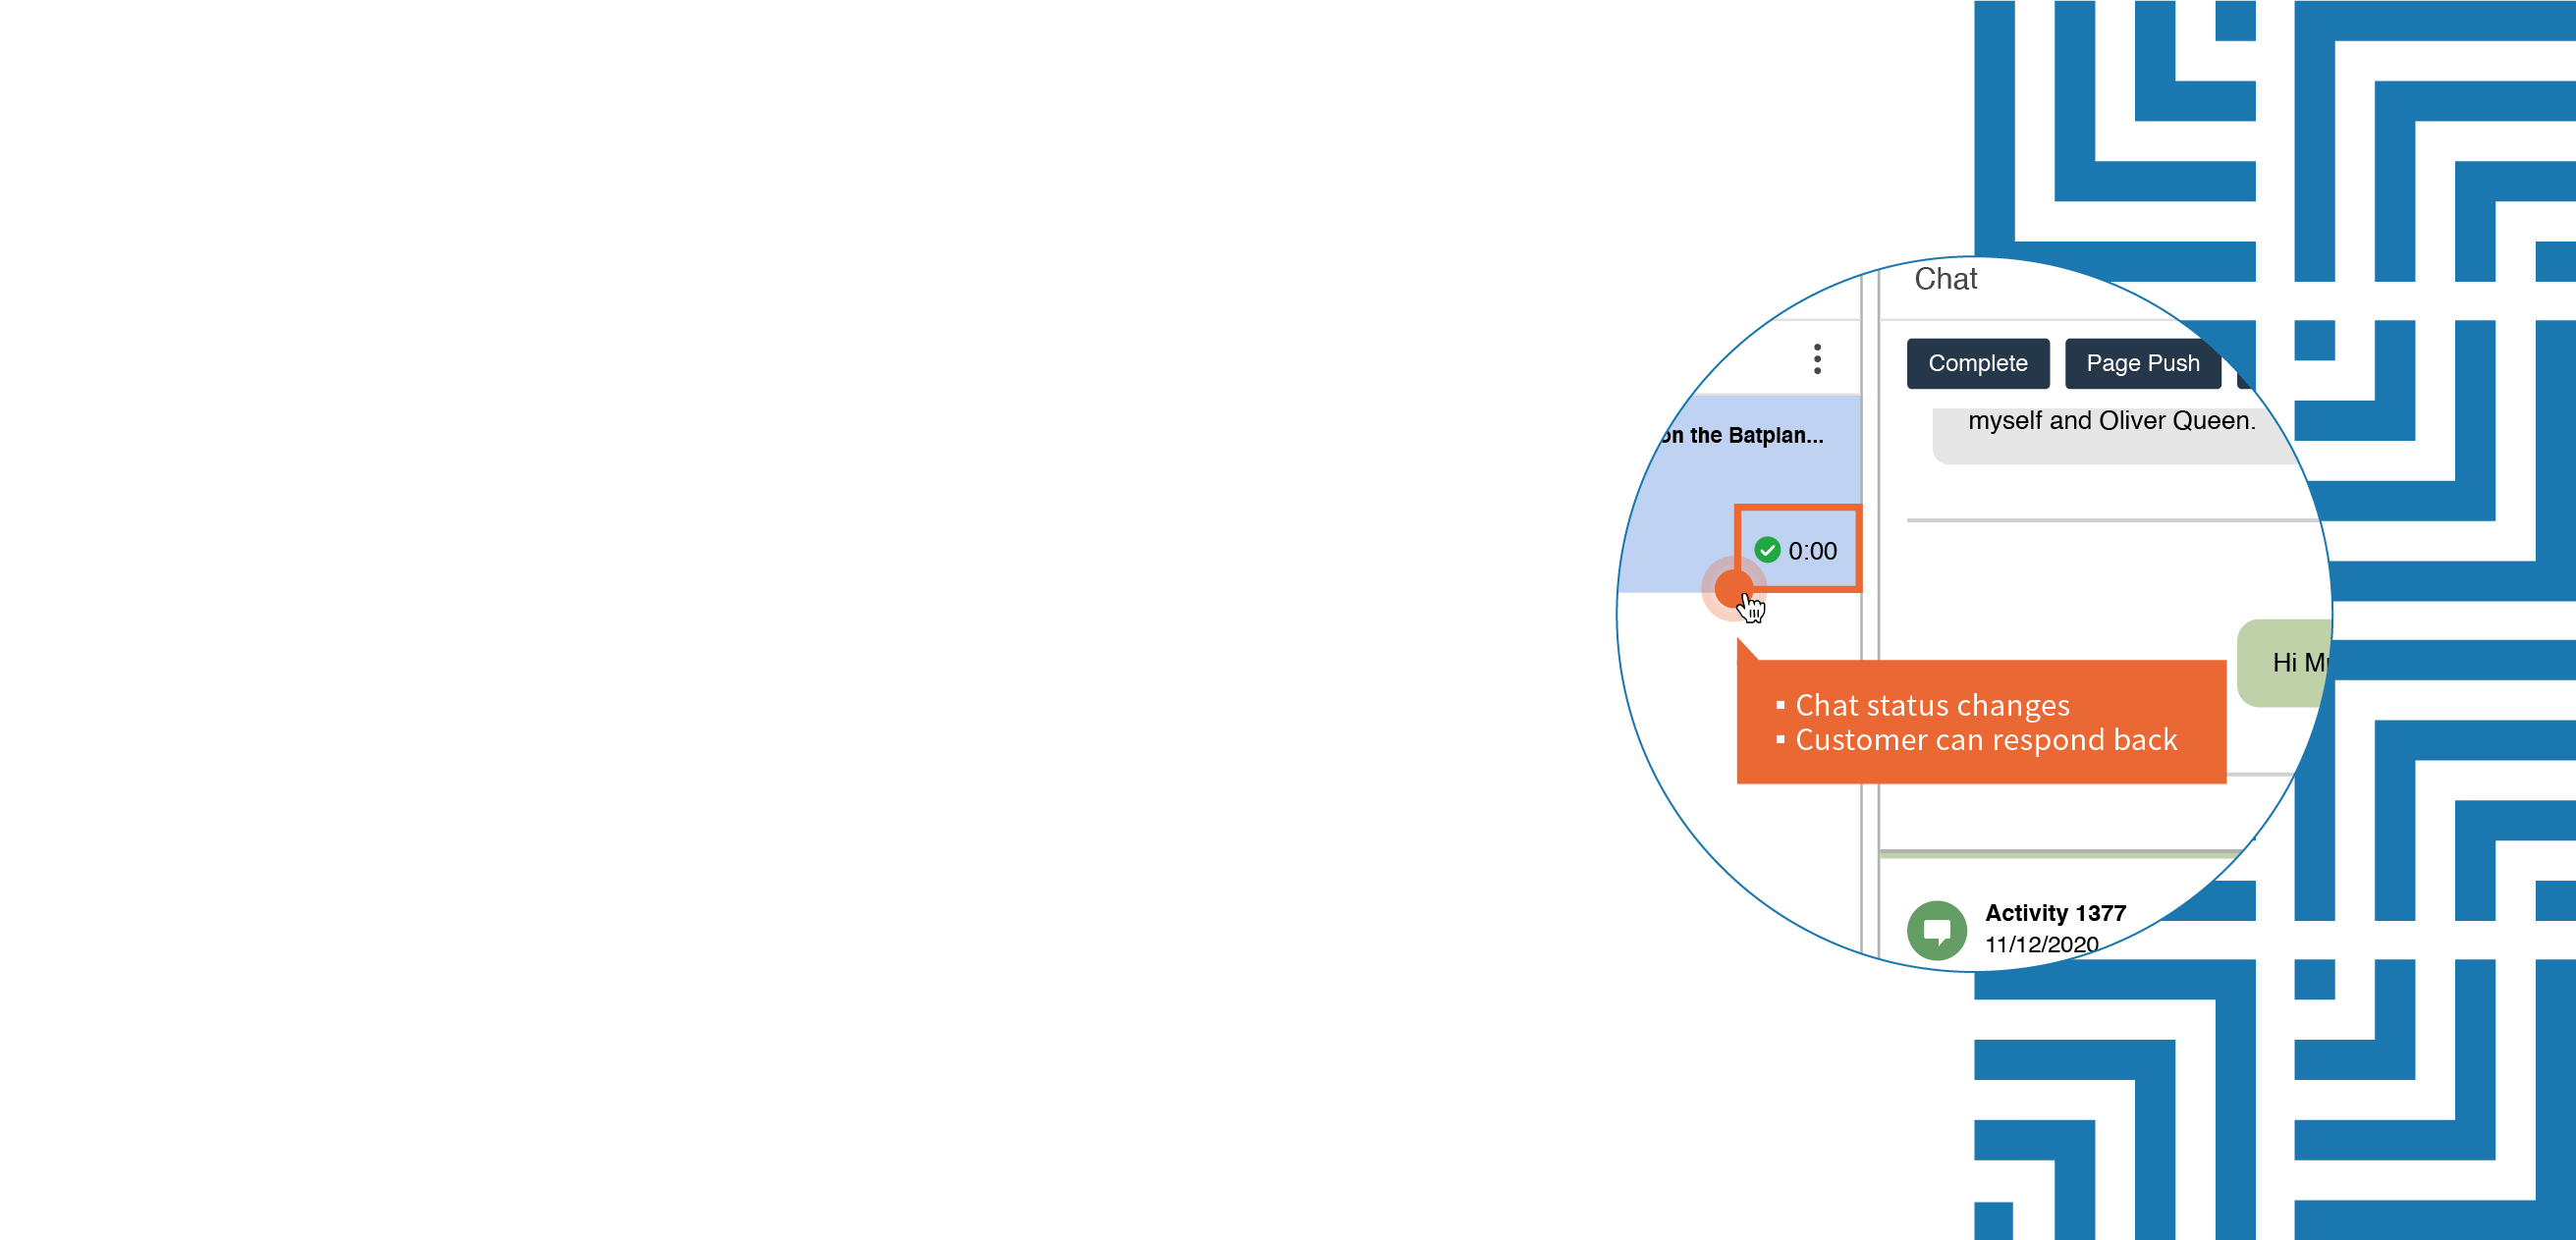 Chat
Complete
Page Push
on the Batplan...
myself and Oliver Queen.
0:00
Hi
▪ Chat status changes
▪ Customer can respond back
Activity 1377
11/12/2020